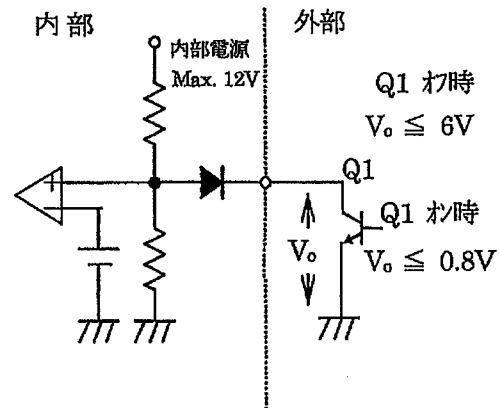 内部
外部
内部電源
Max. 12V
Q1 オフ時
V₀ ≦ 6V
Q1
Q1 オン時
V₀
V₀ ≦ 0.8V